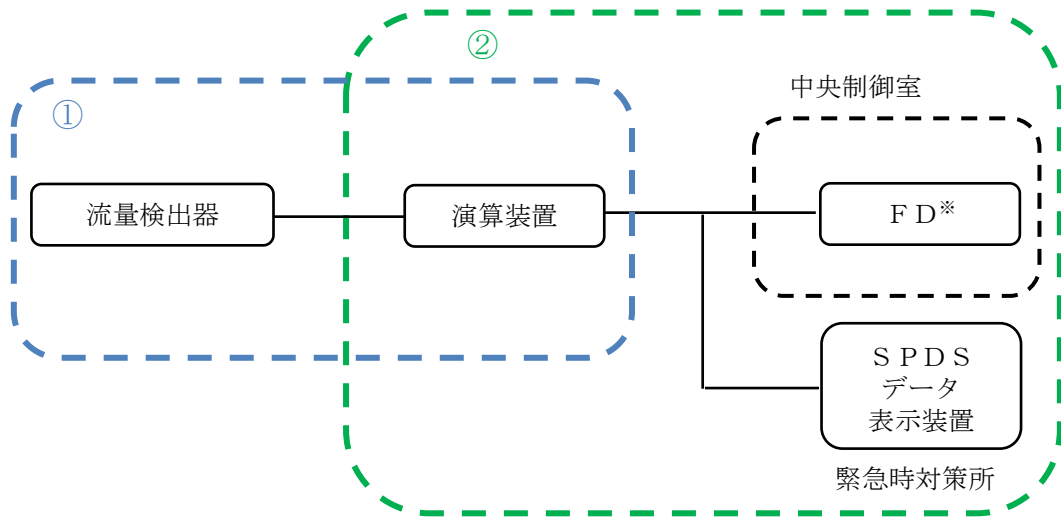 ②
中央制御室
①
流量検出器
演算装置
ＦＤ※
ＳＰＤＳ
データ
表示装置
緊急時対策所